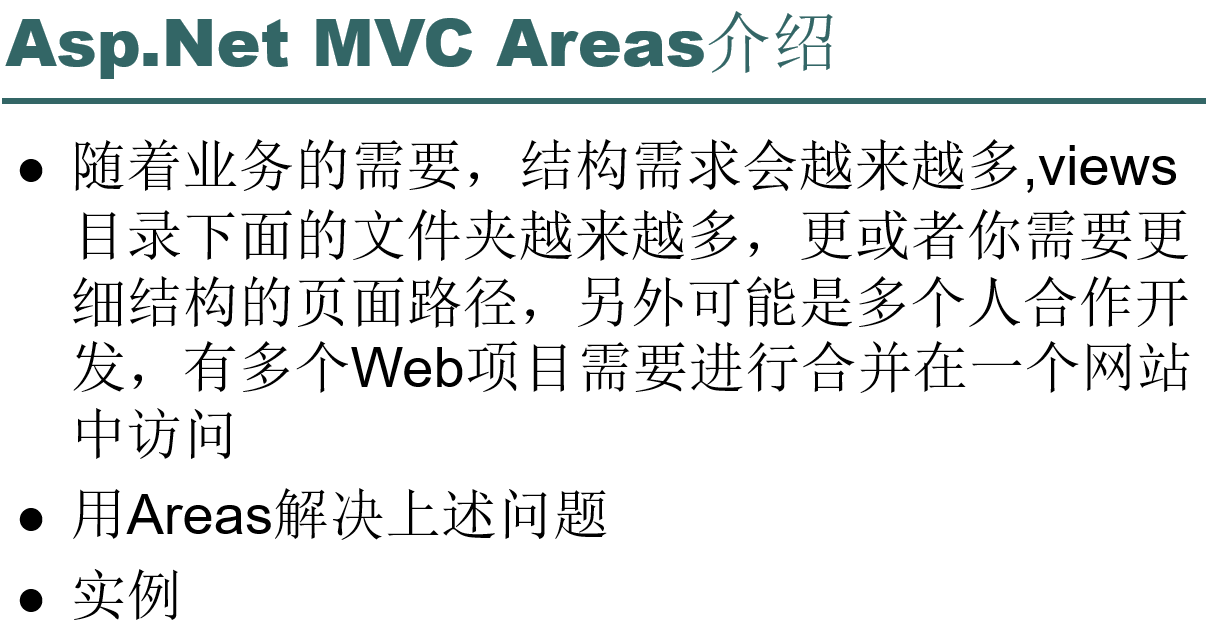 Asp.Net MVC Areas介绍
● 随着业务的需要，结构需求会越来越多,views
目录下面的文件夹越来越多，更或者你需要更
细结构的页面路径，另外可能是多个人合作开
发，有多个Web项目需要进行合并在一个网站
中访问
● 用Areas解决上述问题
● 实例